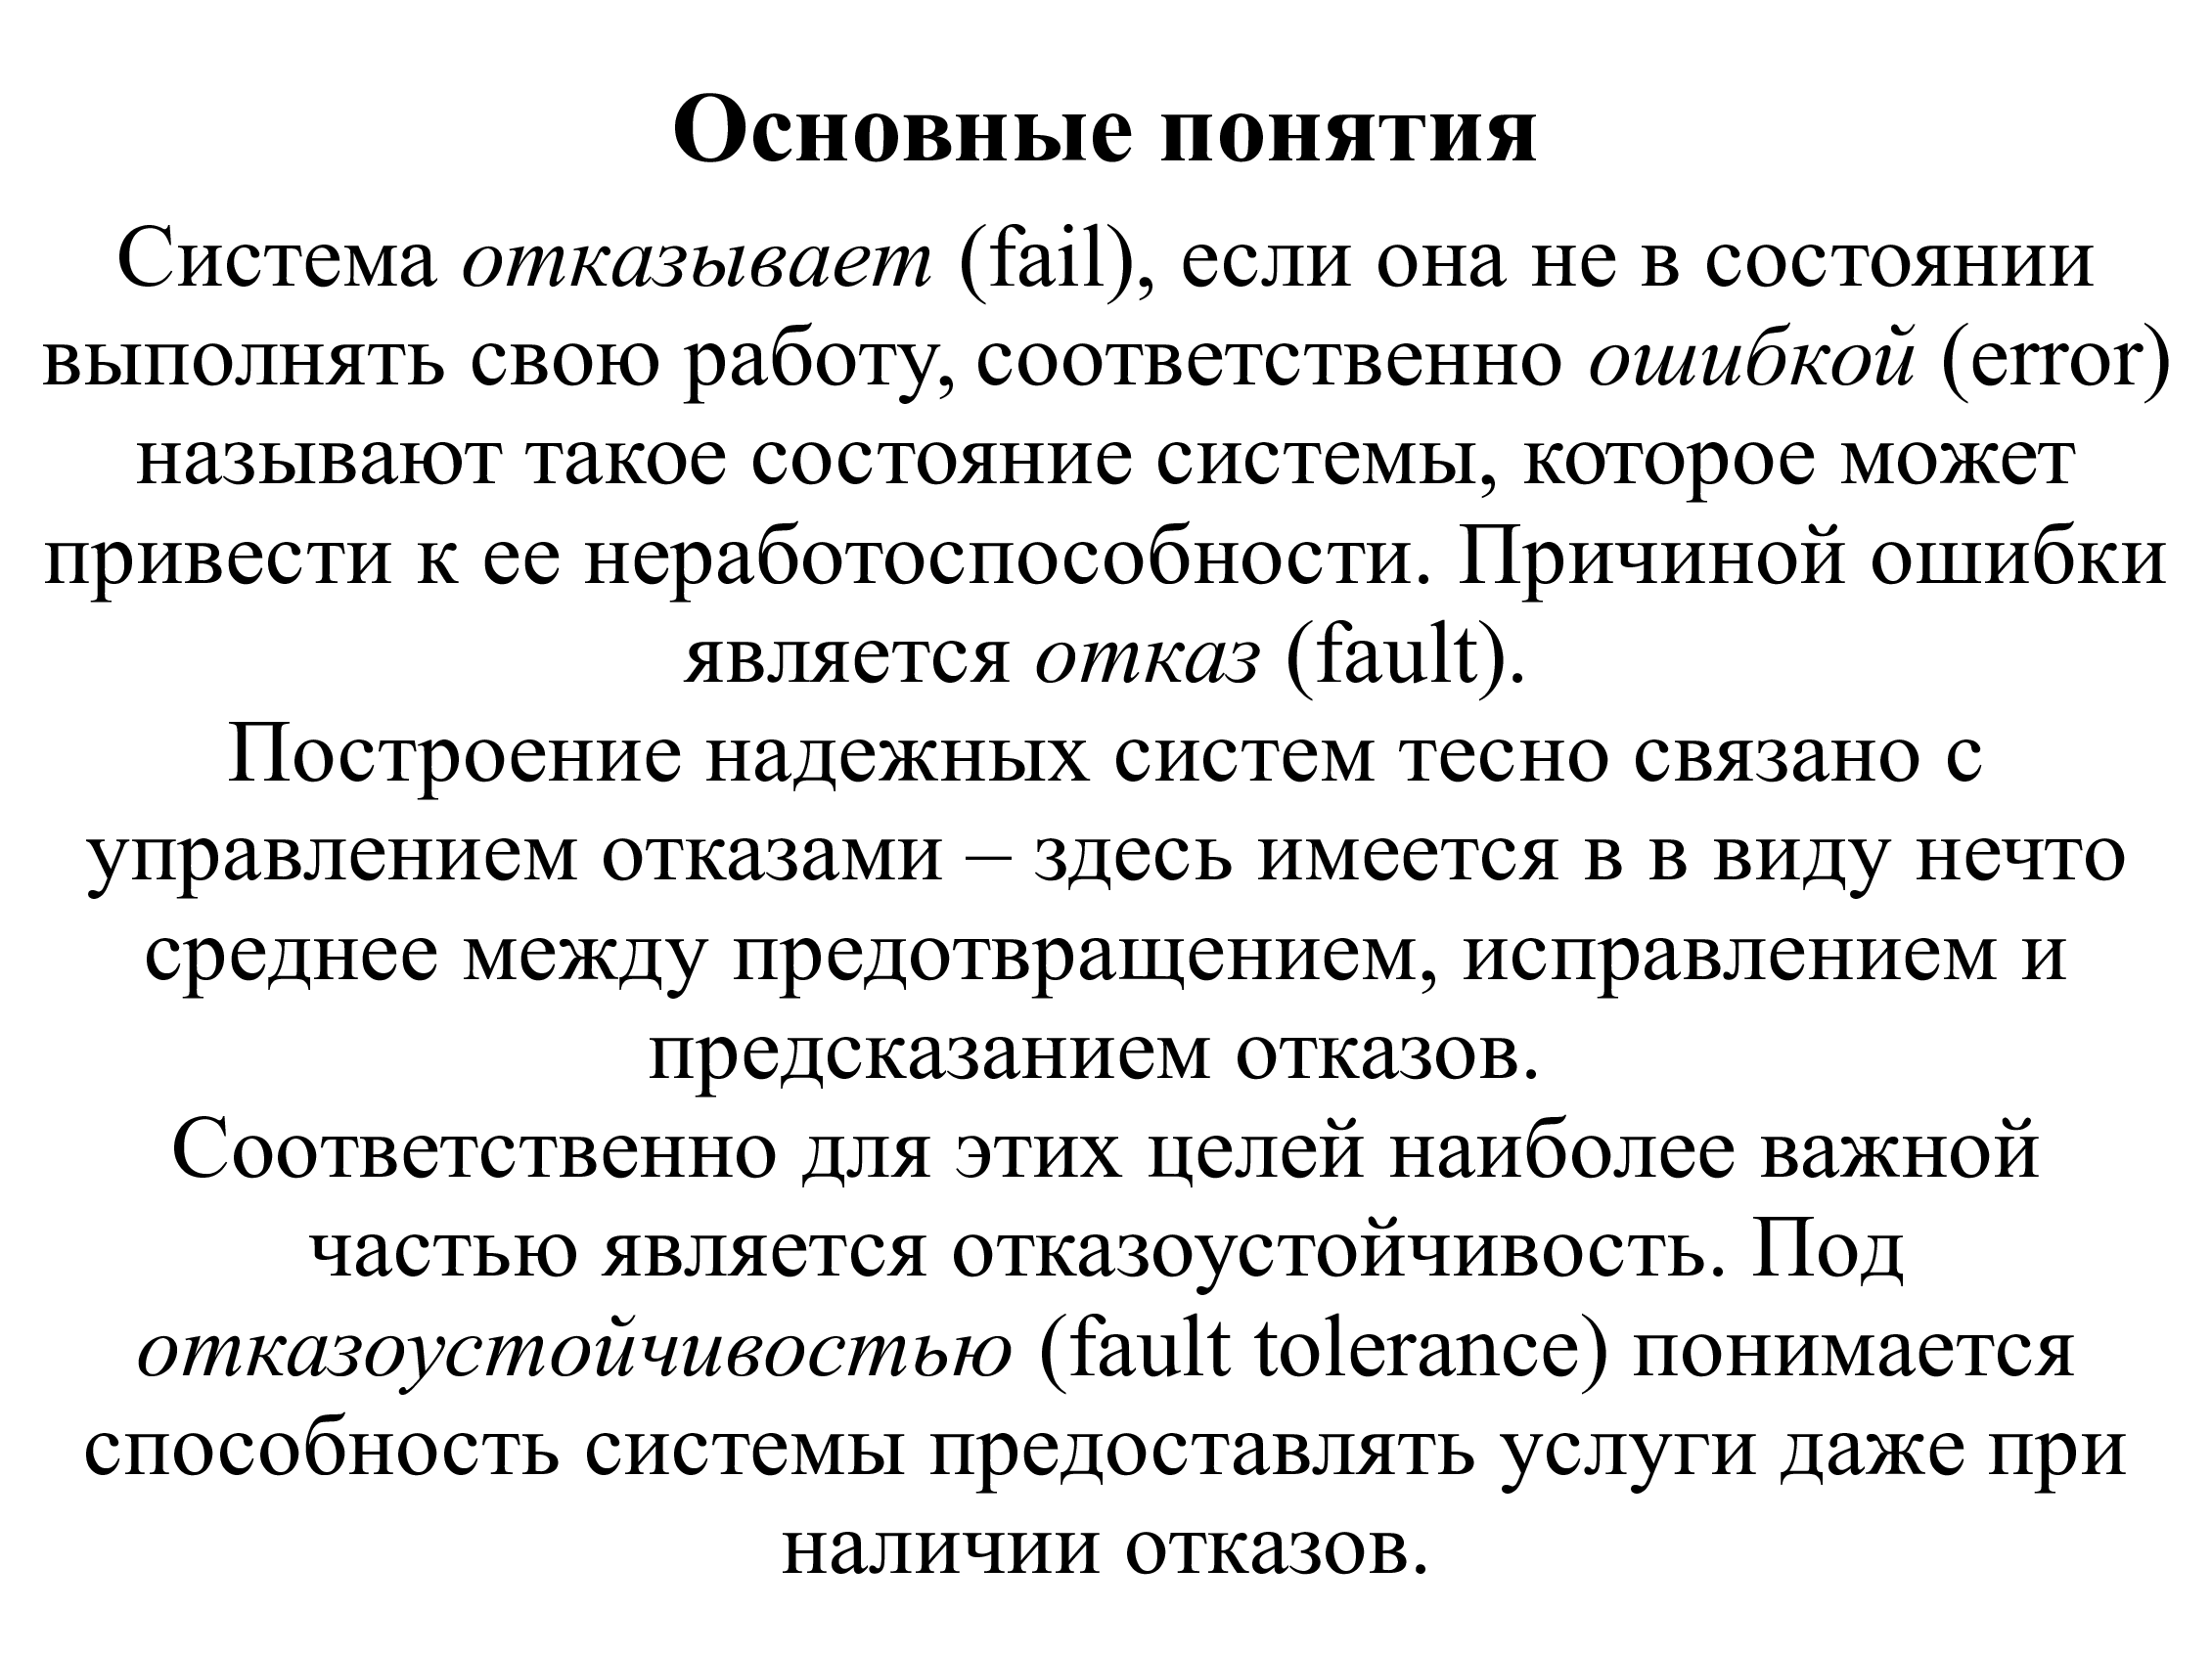 Основные понятия
Система отказывает (fail), если она не в состоянии
выполнять свою работу, соответственно ошибкой (error)
называют такое состояние системы, которое может
привести к ее неработоспособности. Причиной ошибки
является отказ (fault).
Построение надежных систем тесно связано с
управлением отказами – здесь имеется в в виду нечто
среднее между предотвращением, исправлением и
предсказанием отказов.
Соответственно для этих целей наиболее важной
частью является отказоустойчивость. Под
отказоустойчивостью (fault tolerance) понимается
способность системы предоставлять услуги даже при
наличии отказов.